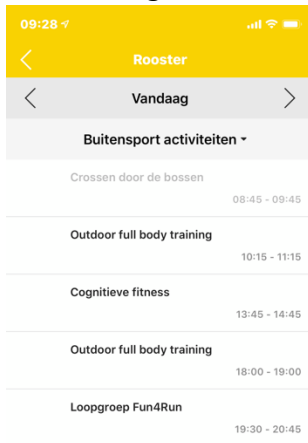 09:28
Rooster
Vandaag
Buitensport activiteiten
Crossen door de bossen
08:45 - 09:45
Outdoor full body training
10:15 - 11:15
Cognitieve fitness
13:45 - 14:45
Outdoor full body training
18:00 - 19:00
Loopgroep Fun4Run
19:30 - 20:45